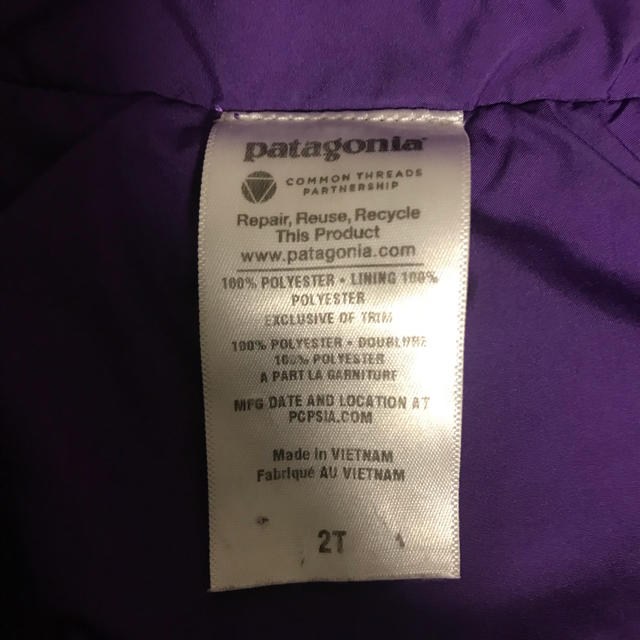 patagonia
COMMON THREADS
PARTNERSHIP
Repair, Reuse, Recycle
This Product
www.patagonia.com
100% POLYESTER • LINING 100%
POLYESTER
EXCLUSIVE OF TRIM
100% POLYESTER • DOUBLURE
100% POLYESTER
A PART LA GARNITURE
MFG DATE AND LOCATION AT
PCPSIA.COM
Made in VIETNAM
Fabriqué AU VIETNAM
2T